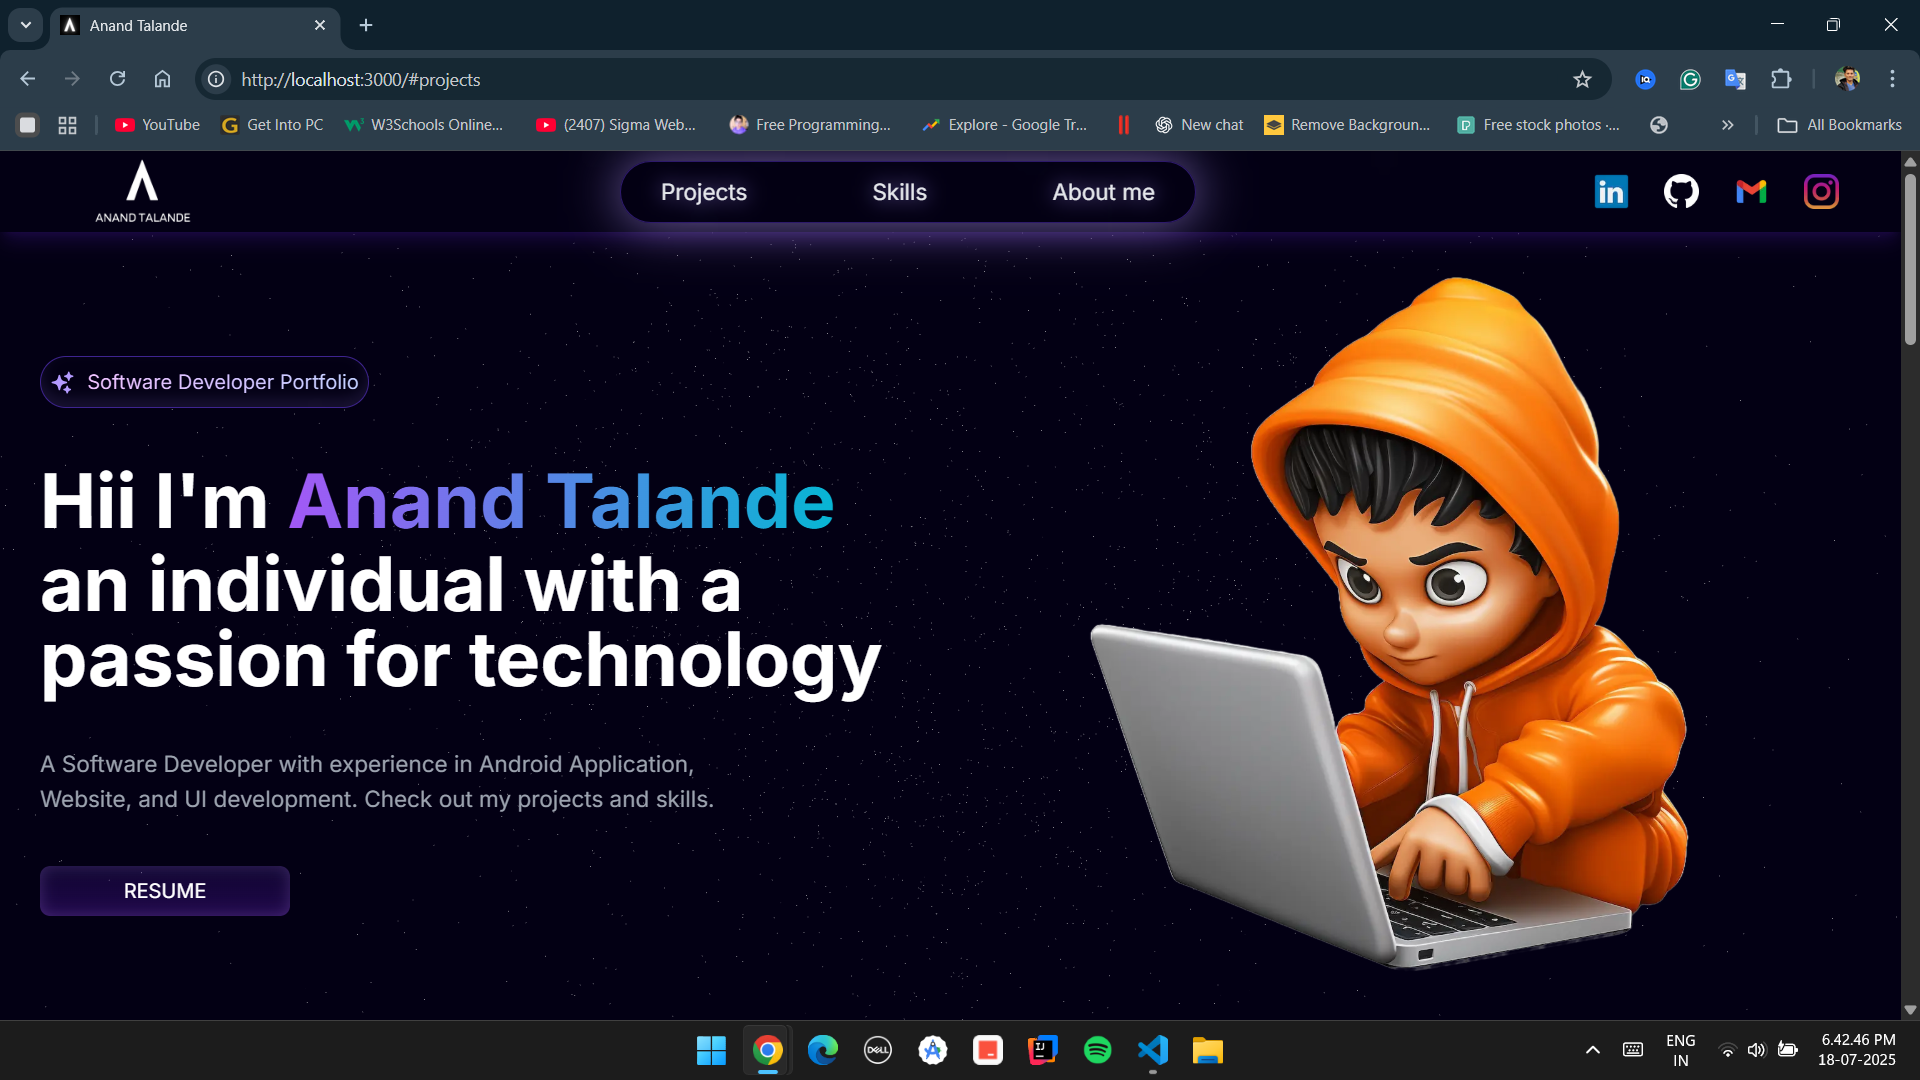 Anand Talande
http://localhost:3000/#projects
YouTube
Get Into PC
W3Schools Online...
(2407) Sigma Web...
Free Programming...
Explore - Google Tr...
New chat
Remove Backgroun...
Free stock photos ·...
All Bookmarks
ANAND TALANDE
Projects
Skills
About me
Software Developer Portfolio
Hii I'm Anand Talande
an individual with a
passion for technology
A Software Developer with experience in Android Application,
Website, and UI development. Check out my projects and skills.
RESUME
DELL
ENG
IN
6.42.46 PM
18-07-2025